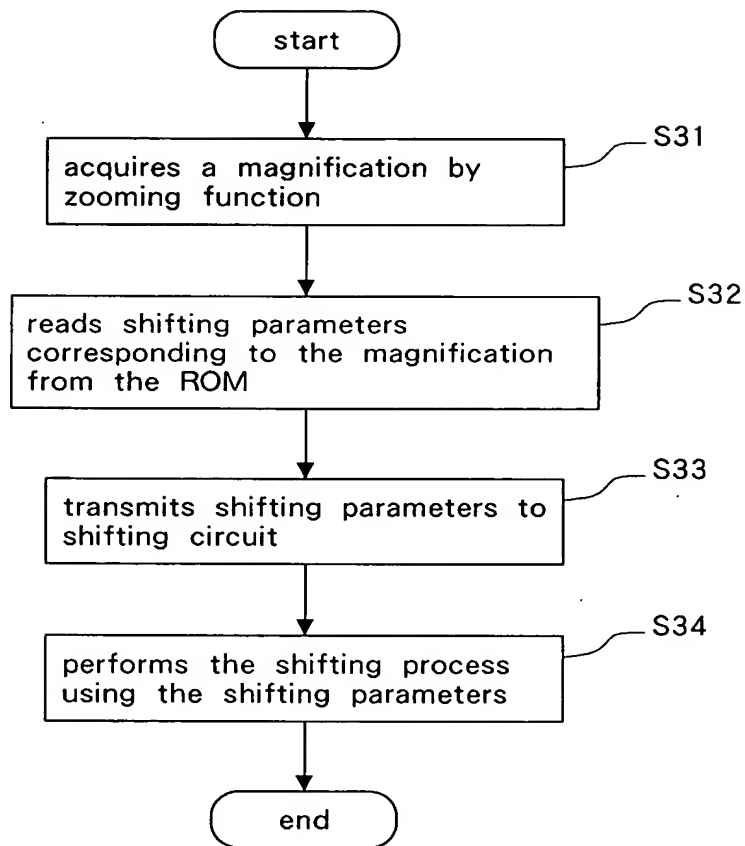 start
S31
acquires a magnification by
zooming function
S32
reads shifting parameters
corresponding to the magnification
from the ROM
S33
transmits shifting parameters to
shifting circuit
S34
performs the shifting process
using the shifting parameters
end